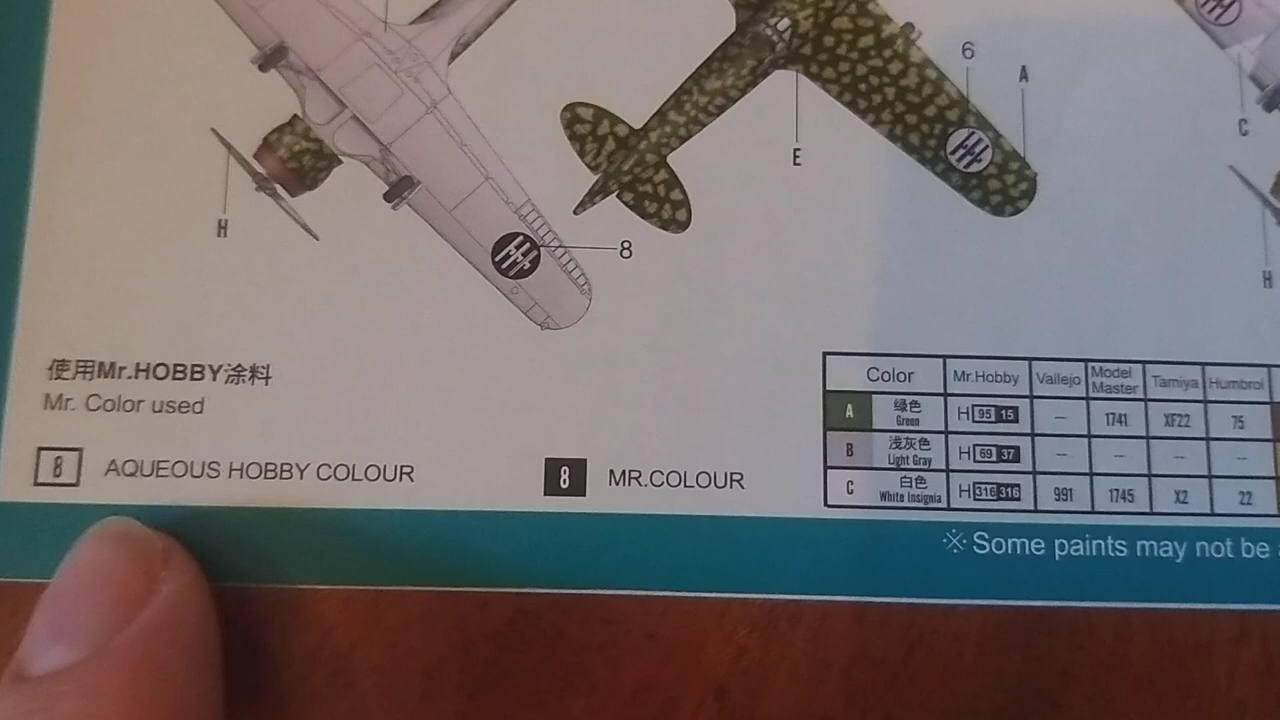 6
A
C
E
H
8
H
使用Mr.HOBBY涂料
Mr. Color used
8 AQUEOUS HOBBY COLOUR
8 MR.COLOUR
Color Mr.Hobby Vallejo Model Master Tamiya Humbrol
A 绿色 Green H 95 15 — 1741 XF22 75
B 浅灰色 Light Gray H 69 37 --- --- --- ---
C 白色 White Insignia H 316 316 991 1745 X2 22
※Some paints may not be